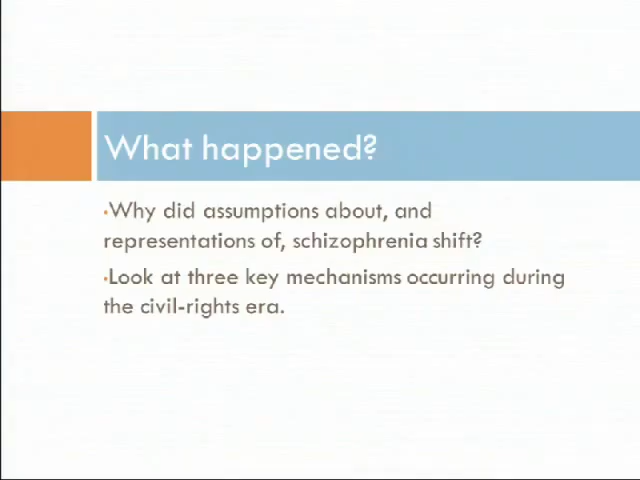 What happened?
•Why did assumptions about, and
representations of, schizophrenia shift?
•Look at three key mechanisms occurring during
the civil-rights era.